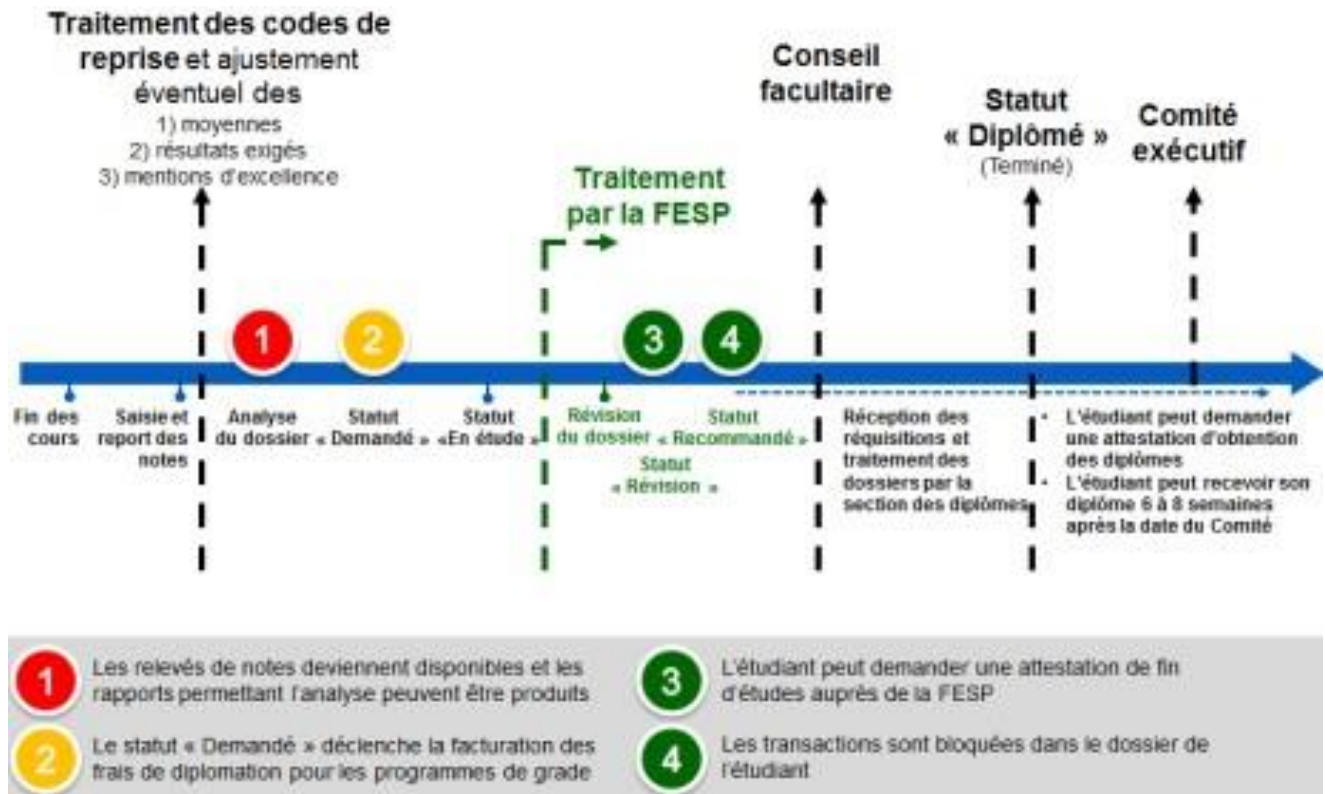 Traitement des codes de
reprise et ajustement
éventuel des
1) moyennes
2) résultats exigés
3) mentions d'excellence
Traitement
par la FESP
Conseil
facultaire
Statut
« Diplômé »
(Terminé)
Comité
exécutif
1
2
3
4
Fin des
cours
Saisie et
report des
notes
Analyse
du dossier
Statut
« Demandé »
Statut
«En étude »
Révision
du dossier
Statut
« Révision »
Statut
« Recommandé »
Réception des
réquisitions et
traitement des
dossiers par la
section des diplômes
• L'étudiant peut demander
une attestation d'obtention
des diplômes
• L'étudiant peut recevoir son
diplôme 6 à 8 semaines
après la date du Comité
1
Les relevés de notes deviennent disponibles et les
rapports permettant l'analyse peuvent être produits
2
Le statut « Demandé » déclenche la facturation des
frais de diplomation pour les programmes de grade
3
L'étudiant peut demander une attestation de fin
d'études auprès de la FESP
4
Les transactions sont bloquées dans le dossier de
l'étudiant